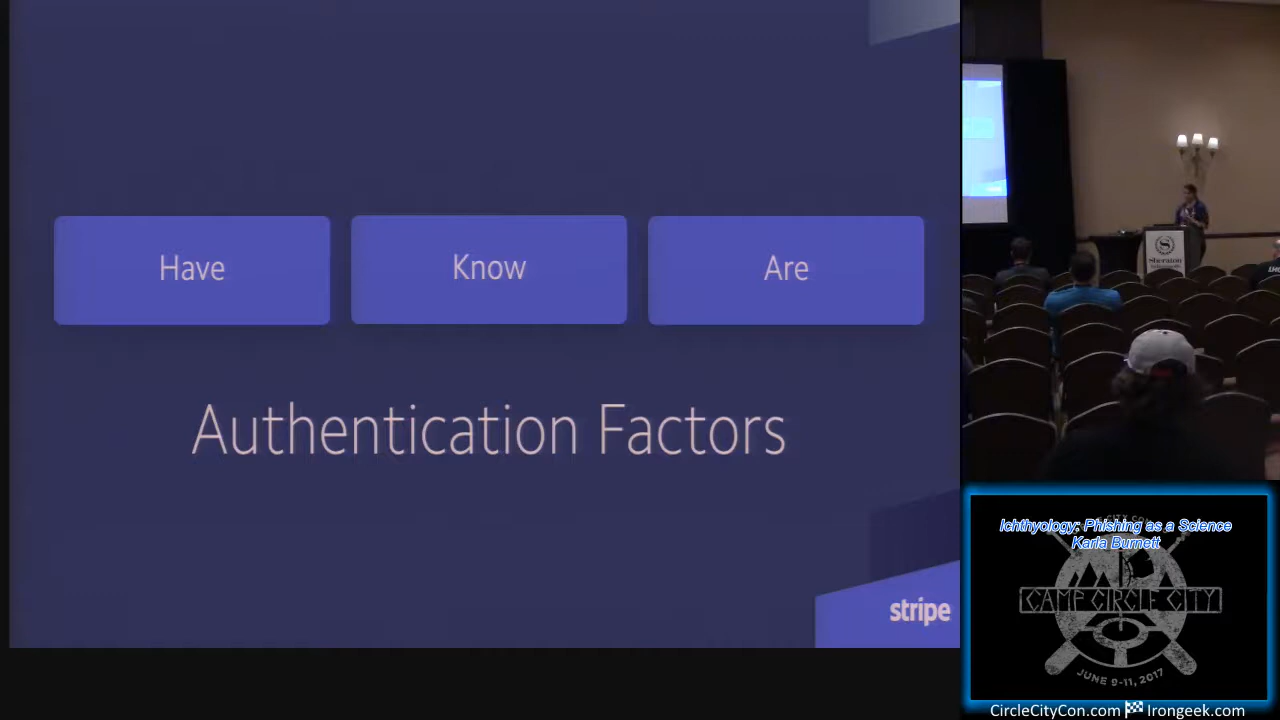 Have
Know
Are
Authentication Factors
stripe
Sheraton
Ichthyology: Phishing as a Science
Karla Burnett
CAMP CIRCLE CITY
JUNE 9-11, 2017
CircleCityCon.com
Irongeek.com